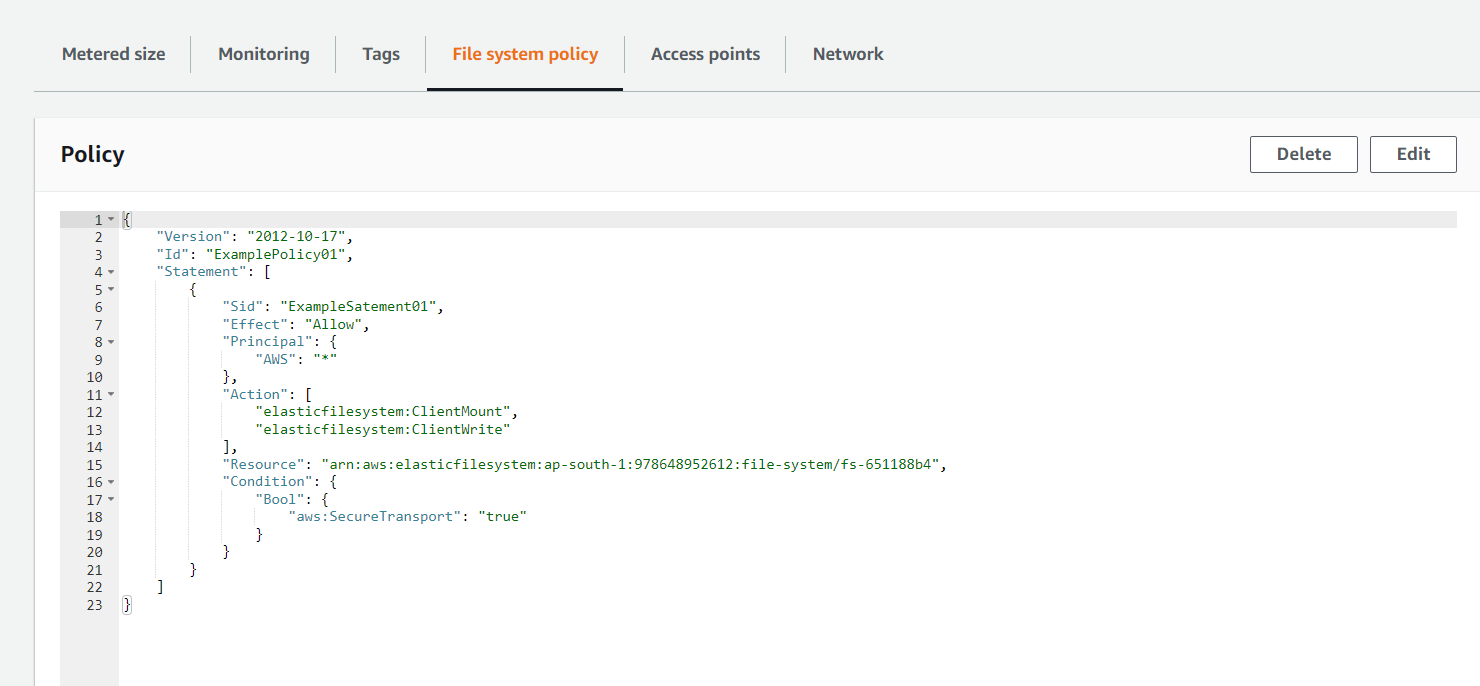 Metered size Monitoring Tags File system policy Access points Network
Policy Delete Edit
1 {
2 "Version": "2012-10-17",
3 "Id": "ExamplePolicy01",
4 "Statement": [
5 {
6 "Sid": "ExampleSatement01",
7 "Effect": "Allow",
8 "Principal": {
9 "AWS": "*"
10 },
11 "Action": [
12 "elasticfilesystem:ClientMount",
13 "elasticfilesystem:ClientWrite"
14 ],
15 "Resource": "arn:aws:elasticfilesystem:ap-south-1:978648952612:file-system/fs-651188b4",
16 "Condition": {
17 "Bool": {
18 "aws:SecureTransport": "true"
19 }
20 }
21 }
22 ]
23 }